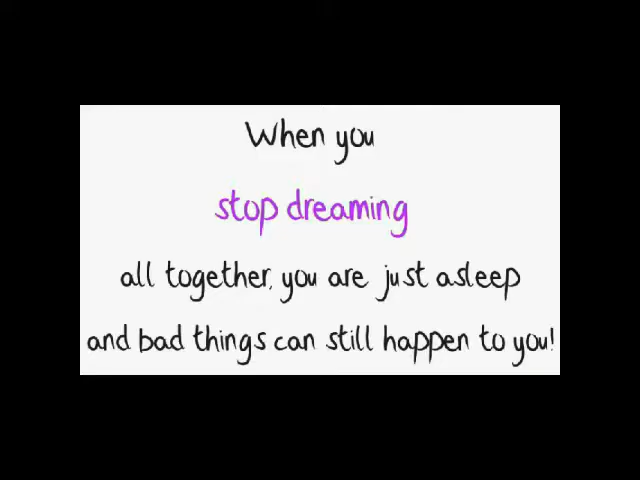 When you
stop dreaming
all together, you are just asleep
and bad things can still happen to you!